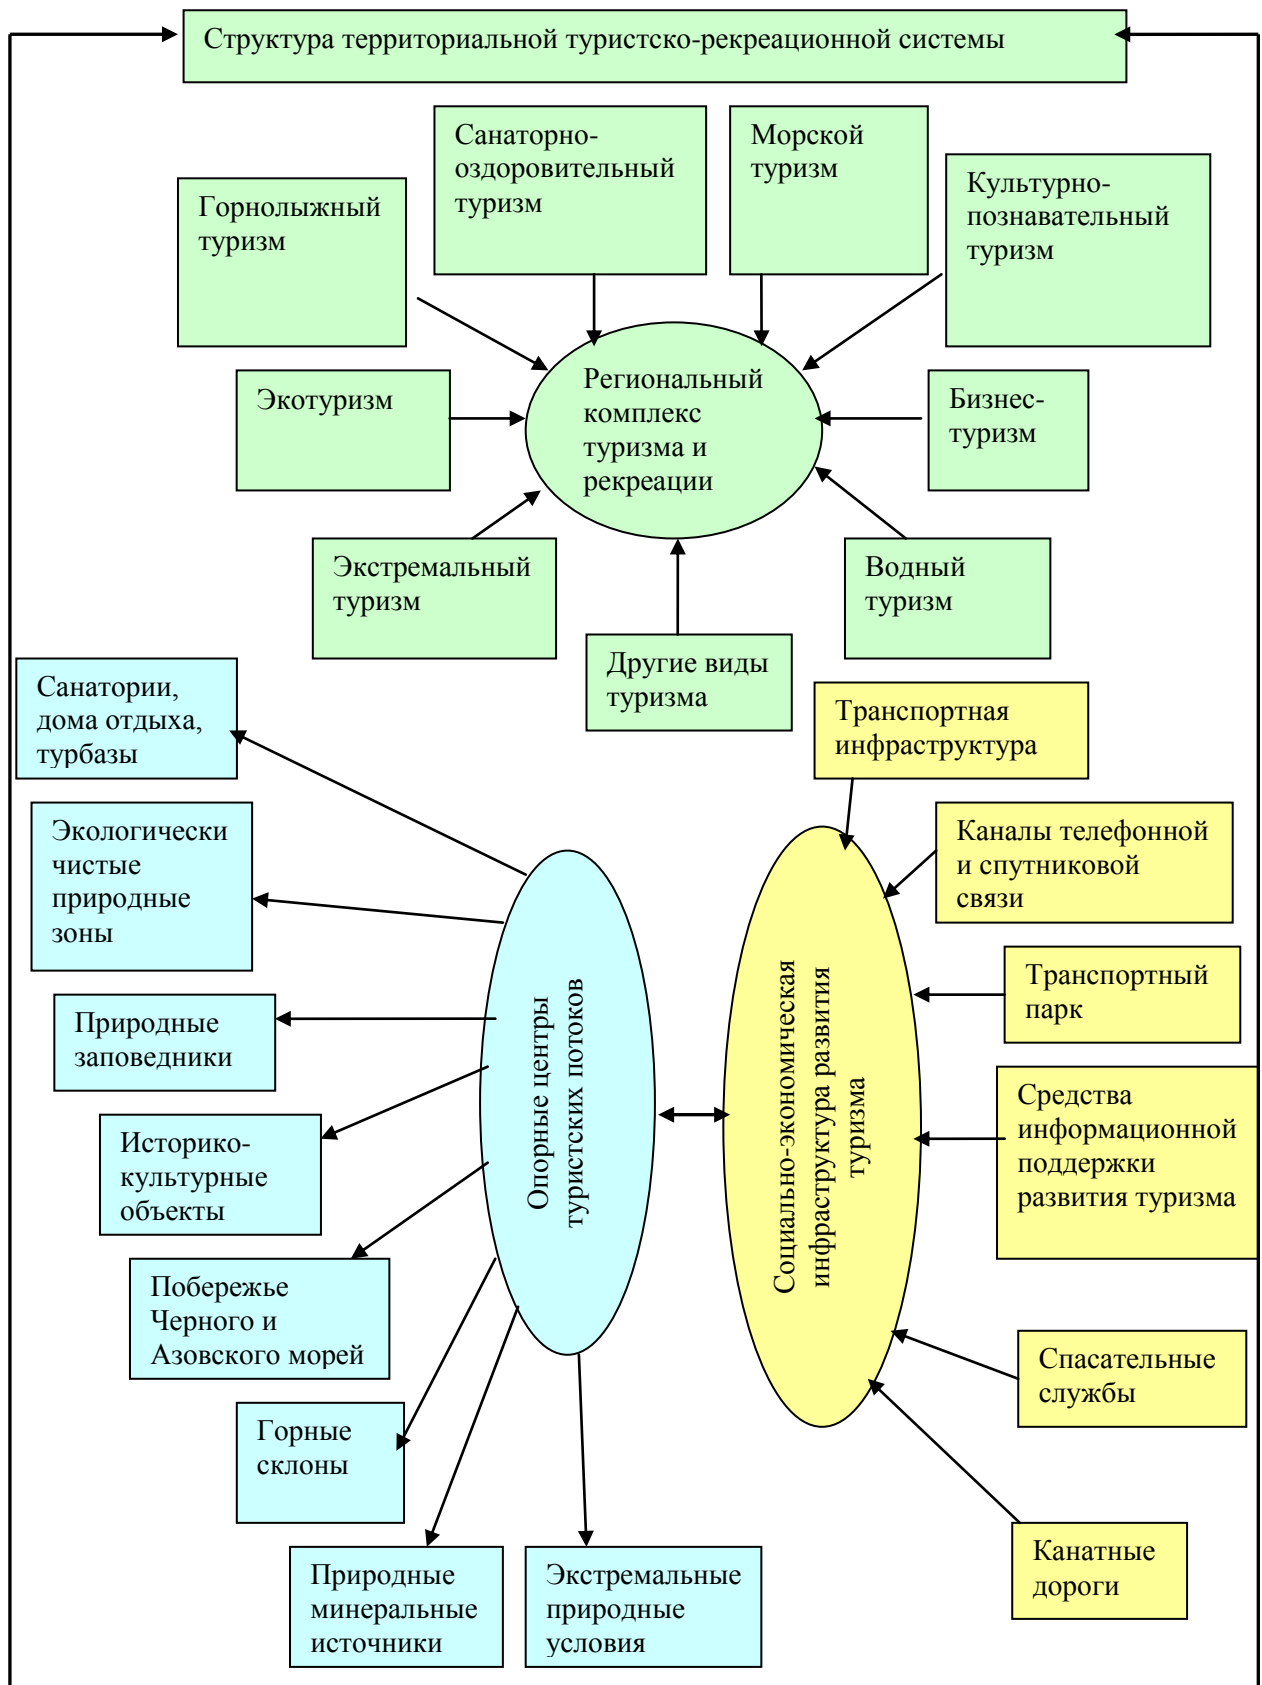 Структура территориальной туристско-рекреационной системы
Санаторно-
оздоровительный
туризм
Морской
туризм
Культурно-
познавательный
туризм
Горнолыжный
туризм
Региональный
комплекс
туризма и
рекреации
Экотуризм
Бизнес-
туризм
Экстремальный
туризм
Водный
туризм
Другие виды
туризма
Санатории,
дома отдыха,
турбазы
Транспортная
инфраструктура
Экологически
чистые
природные
зоны
Каналы телефонной
и спутниковой
связи
Природные
заповедники
Опорные центры
туристских потоков
Социально-экономическая
инфраструктура развития
туризма
Транспортный
парк
Историко-
культурные
объекты
Средства
информационной
поддержки
развития туризма
Побережье
Черного и
Азовского морей
Спасательные
службы
Горные
склоны
Природные
минеральные
источники
Экстремальные
природные
условия
Канатные
дороги